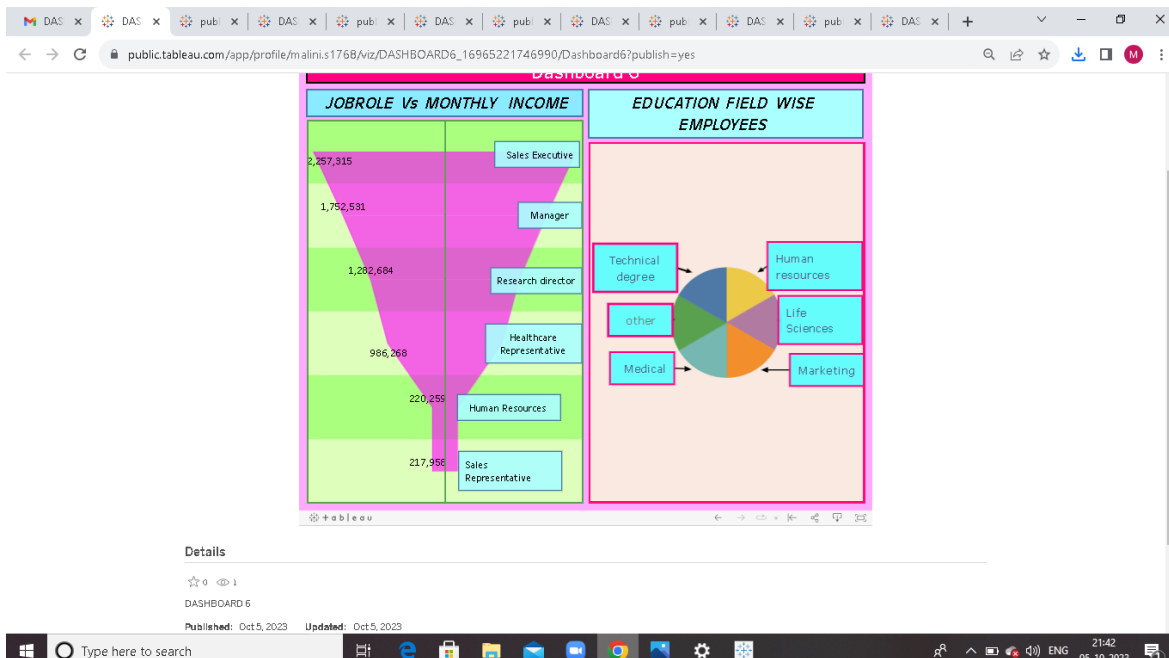 DAS
DAS
publ
DAS
publ
DAS
publ
DAS
publ
DAS
publ
DAS
public.tableau.com/app/profile/malini.s1768/viz/DASHBOARD6_16965221746990/Dashboard6?publish=yes
M
Dashboard 6
JOBROLE Vs MONTHLY INCOME
EDUCATION FIELD WISE
EMPLOYEES
2,257,315
Sales Executive
1,752,531
Manager
1,282,684
Research director
986,268
Healthcare
Representative
220,259
Human Resources
217,958
Sales
Representative
Technical
degree
Human
resources
other
Life
Sciences
Medical
Marketing
+ableau
Details
0
1
DASHBOARD 6
Published: Oct 5, 2023 Updated: Oct 5, 2023
Type here to search
ENG
21:42
05-10-2023